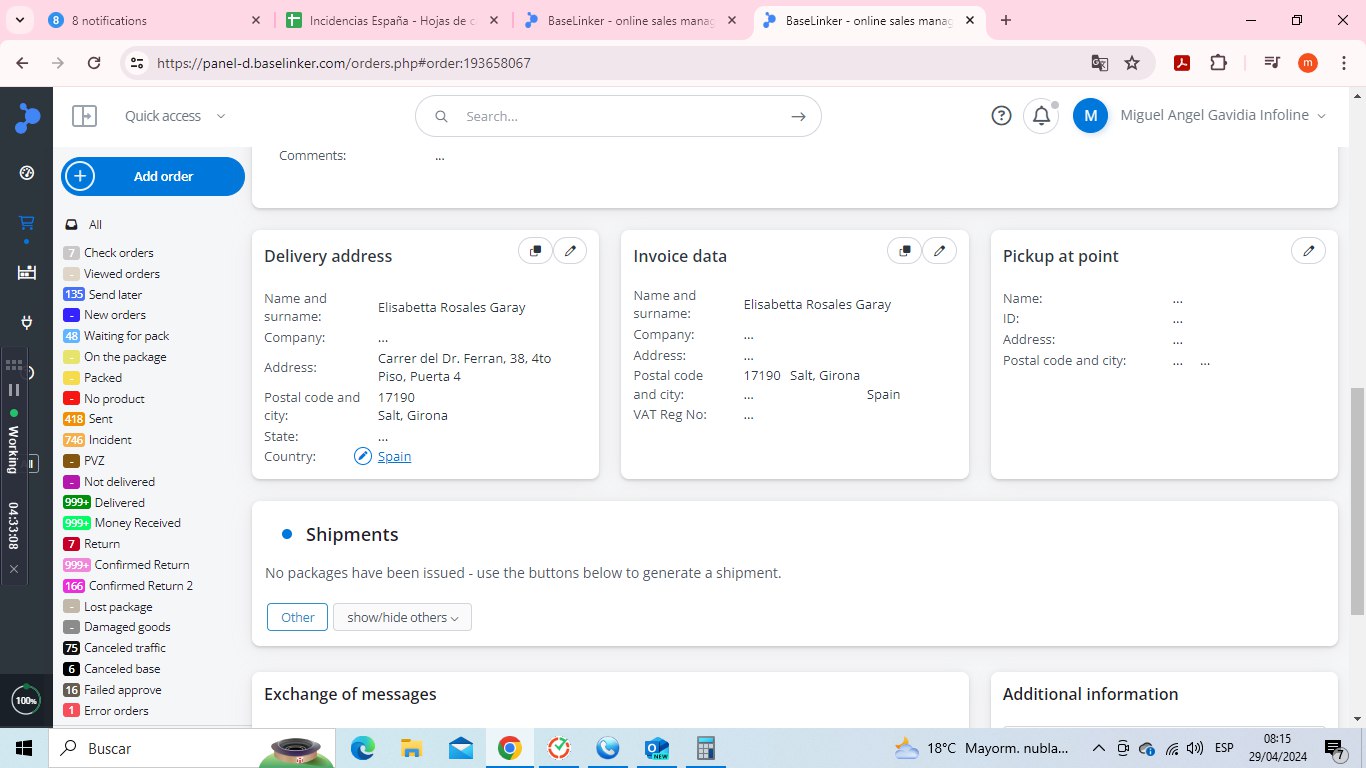 8 notifications
Incidencias España - Hojas de c
BaseLinker - online sales manag
BaseLinker - online sales manag
https://panel-d.baselinker.com/orders.php#order:193658067
m
Quick access
Search...
M
Miguel Angel Gavidia Infoline
Add order
All
7 Check orders
- Viewed orders
135 Send later
- New orders
48 Waiting for pack
- On the package
- Packed
- No product
418 Sent
746 Incident
- PVZ
- Not delivered
999+ Delivered
999+ Money Received
7 Return
999+ Confirmed Return
166 Confirmed Return 2
- Lost package
- Damaged goods
75 Canceled traffic
6 Canceled base
16 Failed approve
1 Error orders
Working
04:33:08
100%
Comments: ...
Delivery address
Name and surname: Elisabetta Rosales Garay
Company: ...
Address: Carrer del Dr. Ferran, 38, 4to
Piso, Puerta 4
Postal code and 17190
city: Salt, Girona
State: ...
Country: Spain
Invoice data
Name and surname: Elisabetta Rosales Garay
Company: ...
Address: ...
Postal code 17190 Salt, Girona
and city: ... Spain
VAT Reg No: ...
Pickup at point
Name: ...
ID: ...
Address: ...
Postal code and city: ... ...
Shipments
No packages have been issued - use the buttons below to generate a shipment.
Other
show/hide others
Exchange of messages
Additional information
Buscar
NEW
18°C Mayorm. nubla...
ESP
08:15
29/04/2024
7